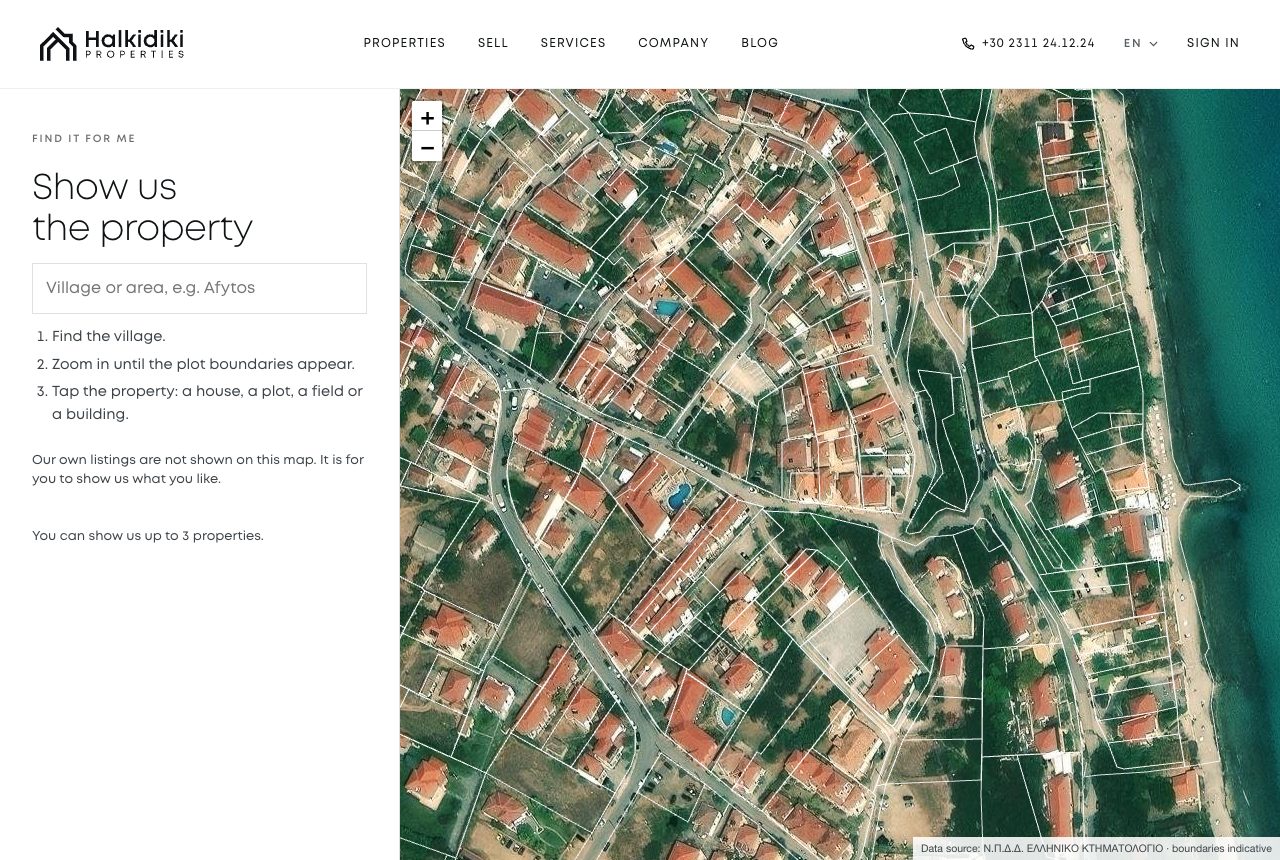 Halkidiki
PROPERTIES
PROPERTIES
SELL
SERVICES
COMPANY
BLOG
+30 2311 24.12.24
EN
SIGN IN
FIND IT FOR ME
Show us
the property
Village or area, e.g. Afytos
1. Find the village.
2. Zoom in until the plot boundaries appear.
3. Tap the property: a house, a plot, a field or
a building.
Our own listings are not shown on this map. It is for
you to show us what you like.
You can show us up to 3 properties.
+
−
Data source: Ν.Π.Δ.Δ. ΕΛΛΗΝΙΚΟ ΚΤΗΜΑΤΟΛΟΓΙΟ · boundaries indicative